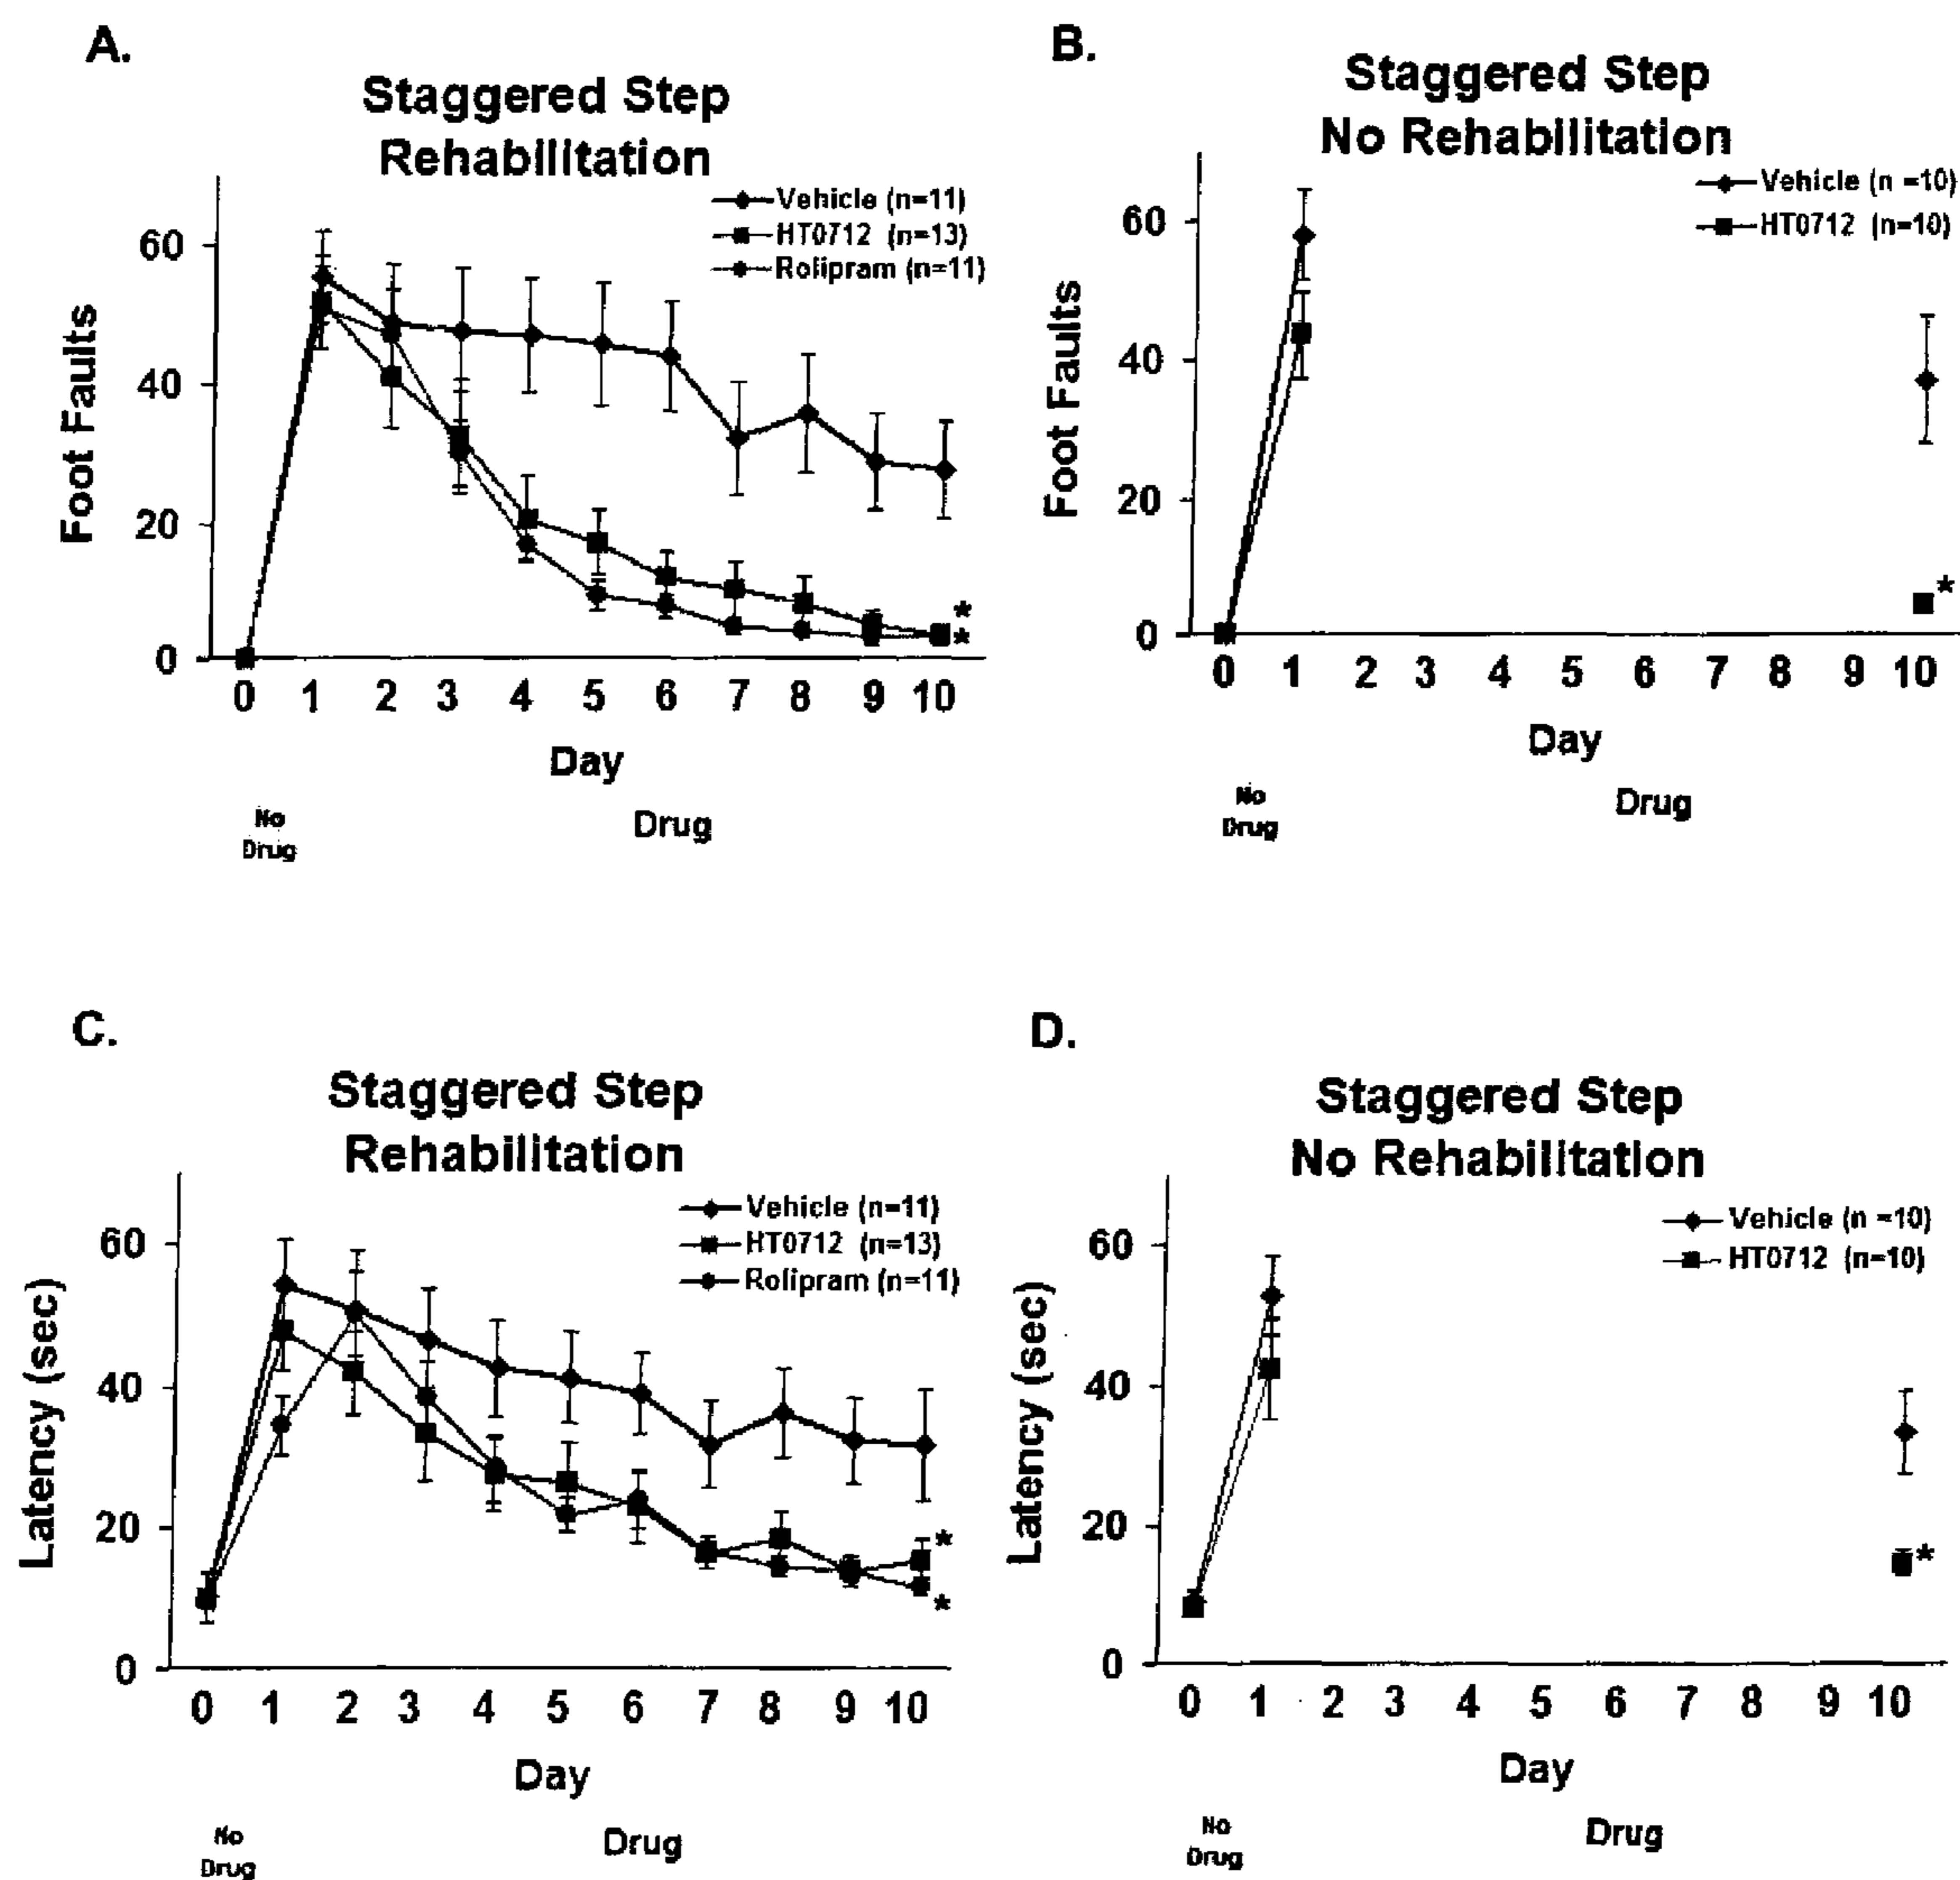 A.
Staggered Step
Rehabilitation
Vehicle (n=11)
HT0712 (n=13)
Rolipram (n=11)
Foot Faults
60
40
20
0
0 1 2 3 4 5 6 7 8 9 10
*
*
Day
No
Drug
Drug
B.
Staggered Step
No Rehabilitation
Vehicle (n =10)
HT0712 (n=10)
Foot Faults
60
40
20
0
0 1 2 3 4 5 6 7 8 9 10
*
Day
No
Drug
Drug
C.
Staggered Step
Rehabilitation
Vehicle (n=11)
HT0712 (n=13)
Rolipram (n=11)
Latency (sec)
60
40
20
0
0 1 2 3 4 5 6 7 8 9 10
*
*
Day
No
Drug
Drug
D.
Staggered Step
No Rehabilitation
Vehicle (n =10)
HT0712 (n=10)
Latency (sec)
60
40
20
0
0 1 2 3 4 5 6 7 8 9 10
*
Day
No
Drug
Drug